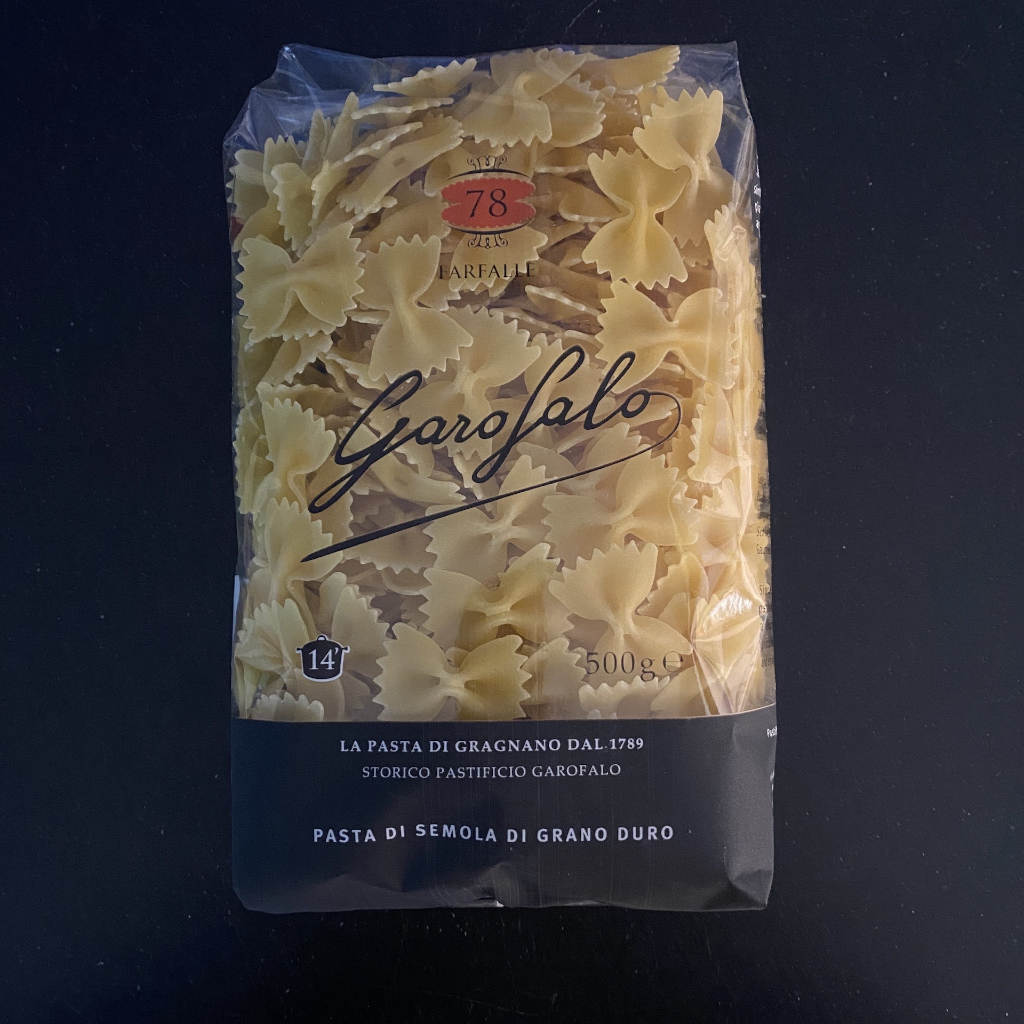 78
FARFALLE
Garofalo
14'
500g ℮
LA PASTA DI GRAGNANO DAL 1789
STORICO PASTIFICIO GAROFALO
PASTA DI SEMOLA DI GRANO DURO